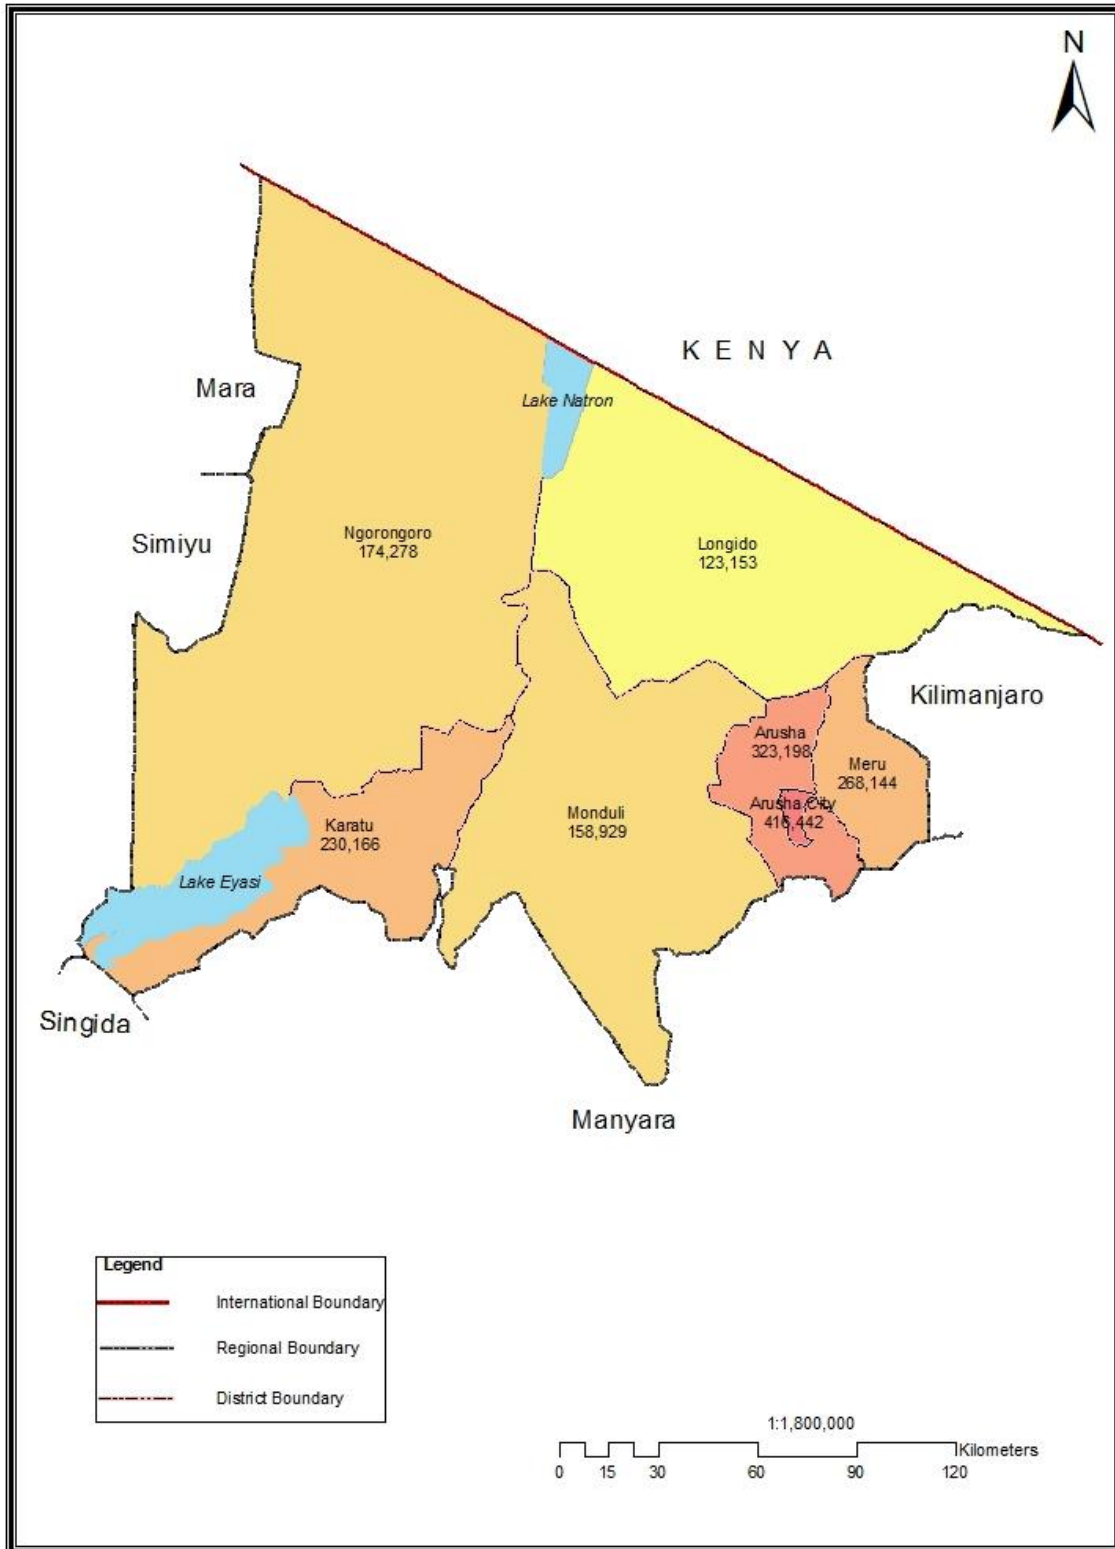 N
KENYA
Mara
Lake Natron
Simiyu
Ngorongoro
174,278
Longido
123,153
Kilimanjaro
Arusha
323,198
Meru
268,144
Arusha City
416,442
Monduli
158,929
Karatu
230,166
Lake Eyasi
Singida
Manyara
Legend
International Boundary
Regional Boundary
District Boundary
1:1,800,000
Kilometers
0 15 30 60 90 120